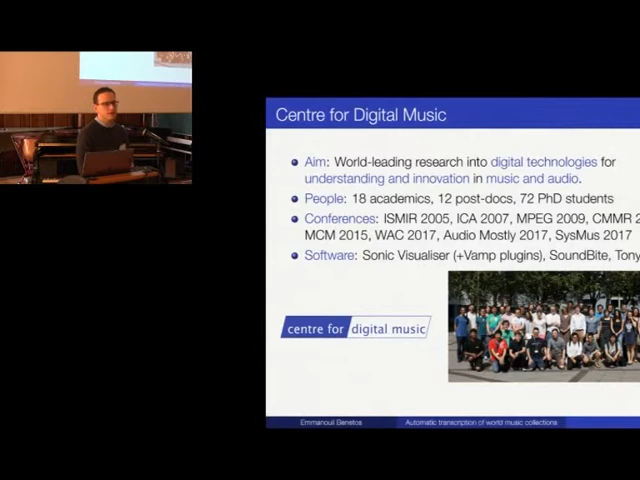 Centre for Digital Music
Aim: World-leading research into digital technologies for
understanding and innovation in music and audio.
People: 18 academics, 12 post-docs, 72 PhD students
Conferences: ISMIR 2005, ICA 2007, MPEG 2009, CMMR 2
MCM 2015, WAC 2017, Audio Mostly 2017, SysMus 2017
Software: Sonic Visualiser (+Vamp plugins), SoundBite, Tony
centre for digital music
Emmanouil Benetos Automatic transcription of world music collections